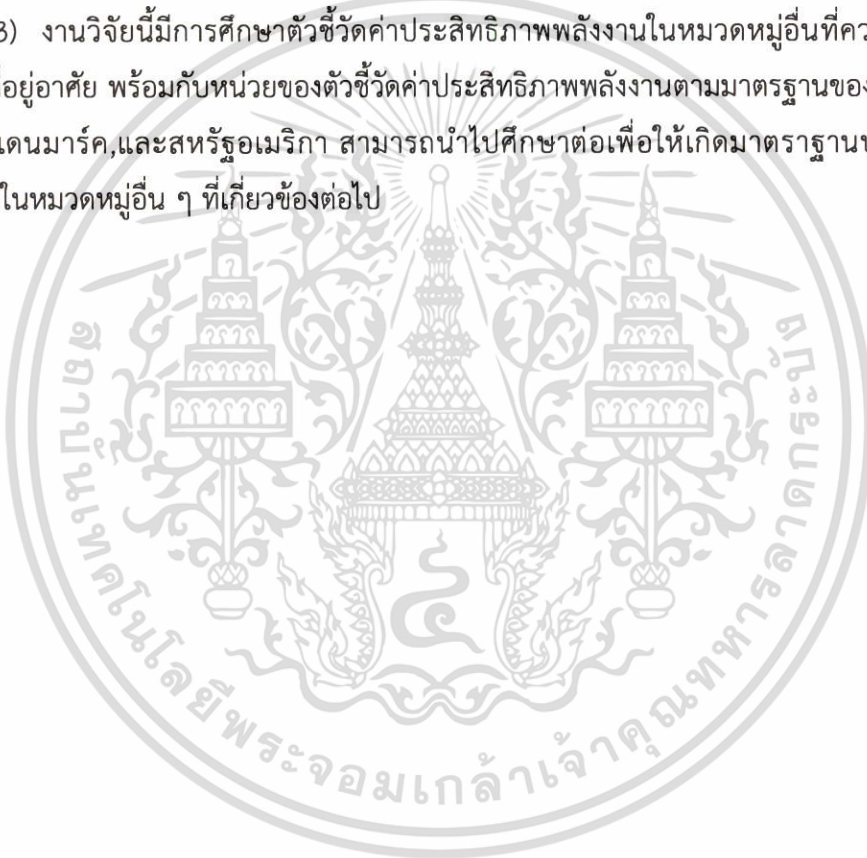 3) งานวิจัยนี้มีการศึกษาตัวชี้วัดค่าประสิทธิภาพพลังงานในหมวดหมู่อื่นที่คว
อยู่อาศัย พร้อมกับหน่วยของตัวชี้วัดค่าประสิทธิภาพพลังงานตามมาตรฐานของ
เดนมาร์ค,และสหรัฐอเมริกา สามารถนำไปศึกษาต่อเพื่อให้เกิดมาตราฐาน
ในหมวดหมู่อื่น ๆ ที่เกี่ยวข้องต่อไป
สถาบันเทคโนโลยีพระจอมเกล้าเจ้าคุณทหารลาดกระบัง